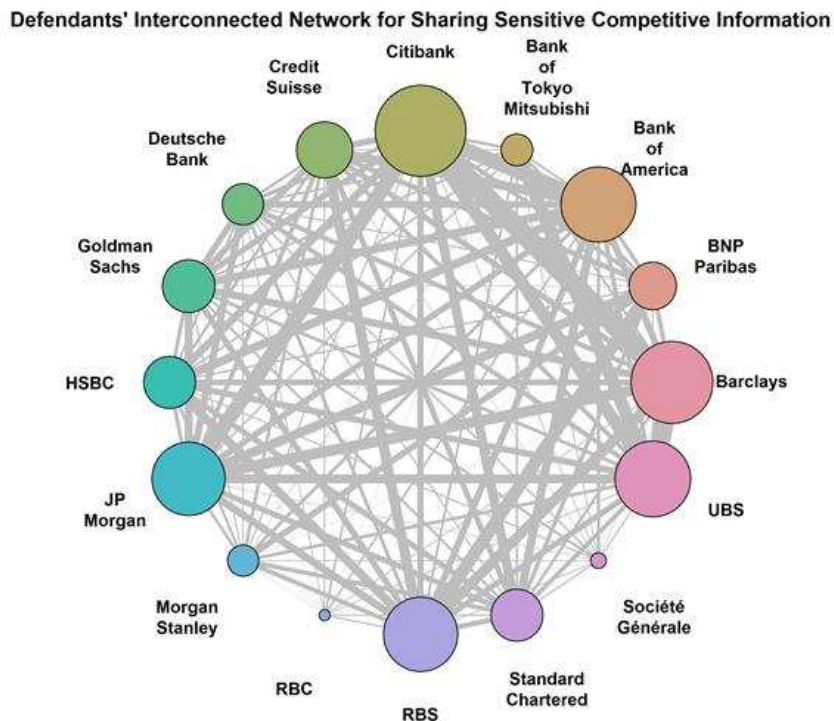 Defendants' Interconnected Network for Sharing Sensitive Competitive Information
Citibank
Bank
of
Tokyo
Mitsubishi
Bank
of
America
BNP
Paribas
Barclays
UBS
Société
Générale
Standard
Chartered
RBS
RBC
Morgan
Stanley
JP
Morgan
HSBC
Goldman
Sachs
Deutsche
Bank
Credit
Suisse